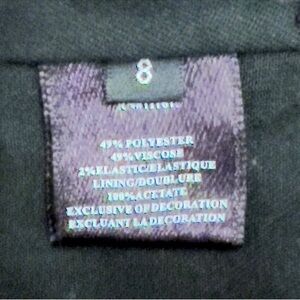 8
49% POLYESTER
49% VISCOSE
2% ELASTIC/ELASTIQUE
LINING/DOUBLURE
100% ACETATE
EXCLUSIVE OF DECORATION
EXCLUANT LA DECORATION